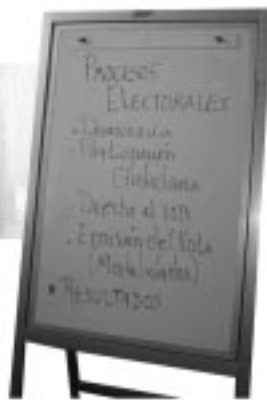 PROCESOS
ELECTORALES
- Democracia
- Participación
Ciudadana
- Derecho al voto
- Emisión del Voto
(Modalidades)
- RESULTADOS